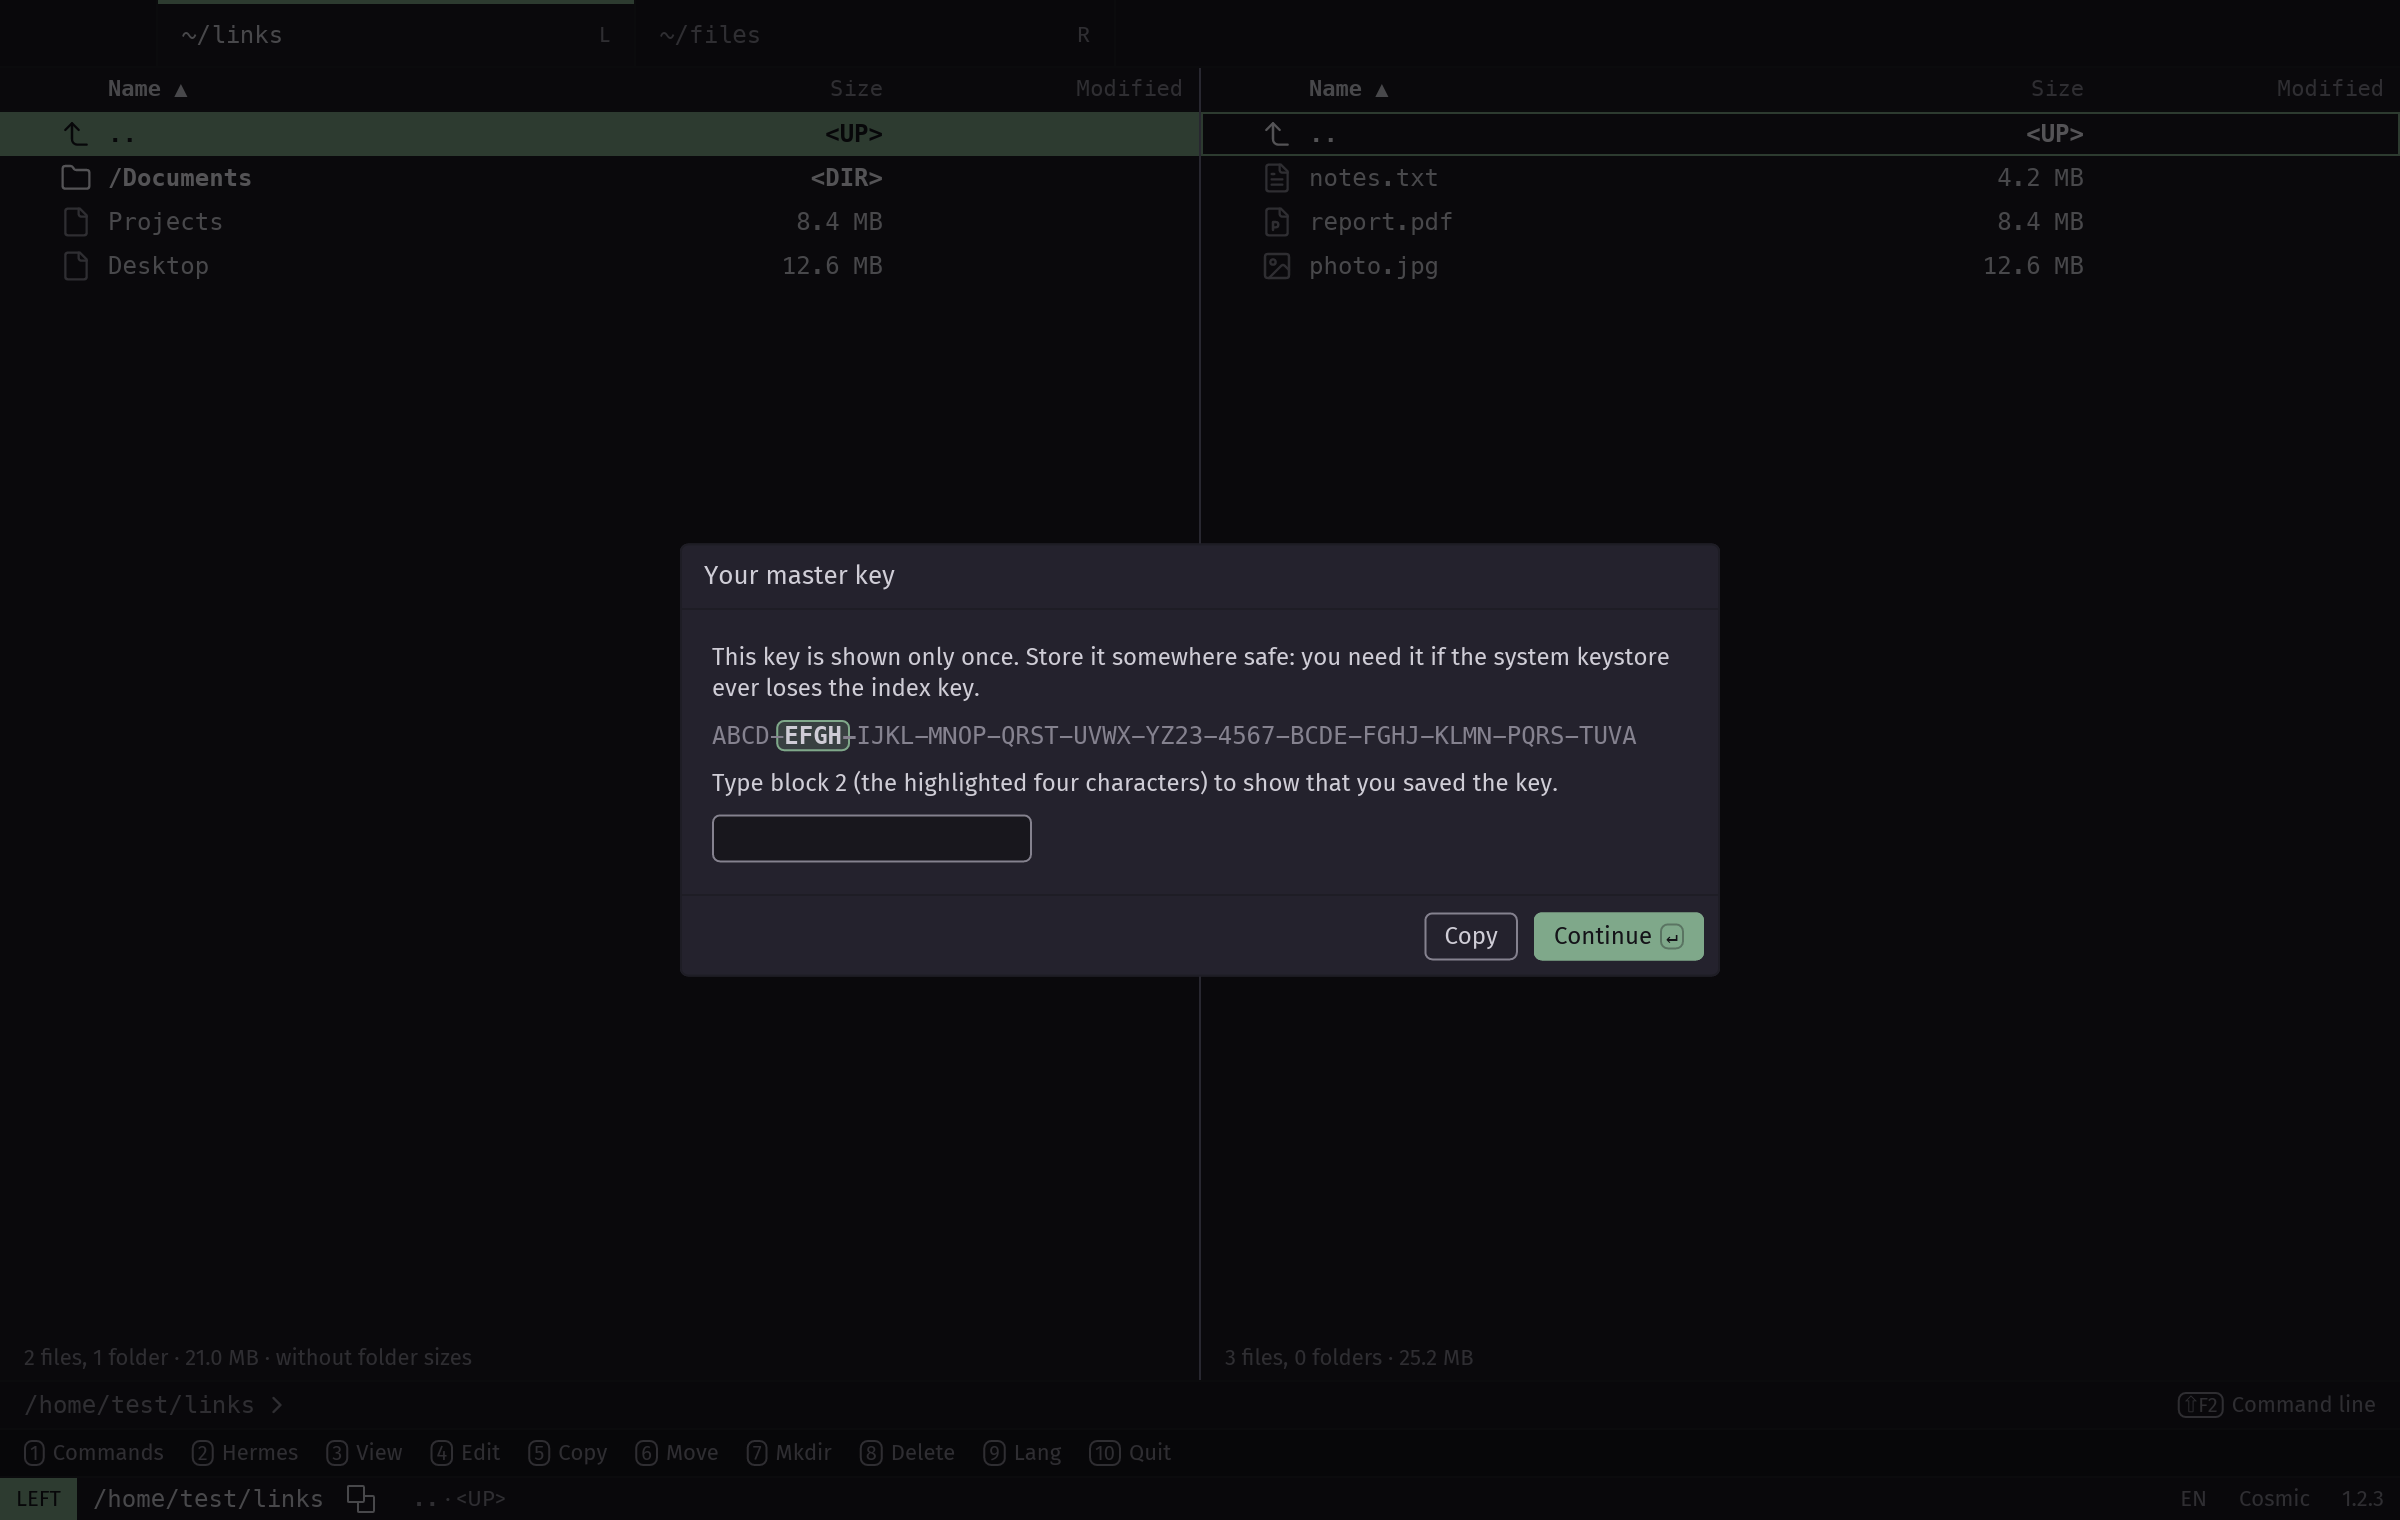 ~/links L ~/files R
Name ▲ Size Modified Name ▲ Size Modified
.. <UP> .. <UP>
/Documents <DIR> notes.txt 4.2 MB
Projects 8.4 MB report.pdf 8.4 MB
Desktop 12.6 MB photo.jpg 12.6 MB
Your master key
This key is shown only once. Store it somewhere safe: you need it if the system keystore
ever loses the index key.
ABCD-EFGH-IJKL-MNOP-QRST-UVWX-YZ23-4567-BCDE-FGHJ-KLMN-PQRS-TUVA
Type block 2 (the highlighted four characters) to show that you saved the key.
Copy Continue ↵
2 files, 1 folder · 21.0 MB · without folder sizes 3 files, 0 folders · 25.2 MB
/home/test/links > ⇧F2 Command line
1 Commands 2 Hermes 3 View 4 Edit 5 Copy 6 Move 7 Mkdir 8 Delete 9 Lang 10 Quit
LEFT /home/test/links .. · <UP> EN Cosmic 1.2.3